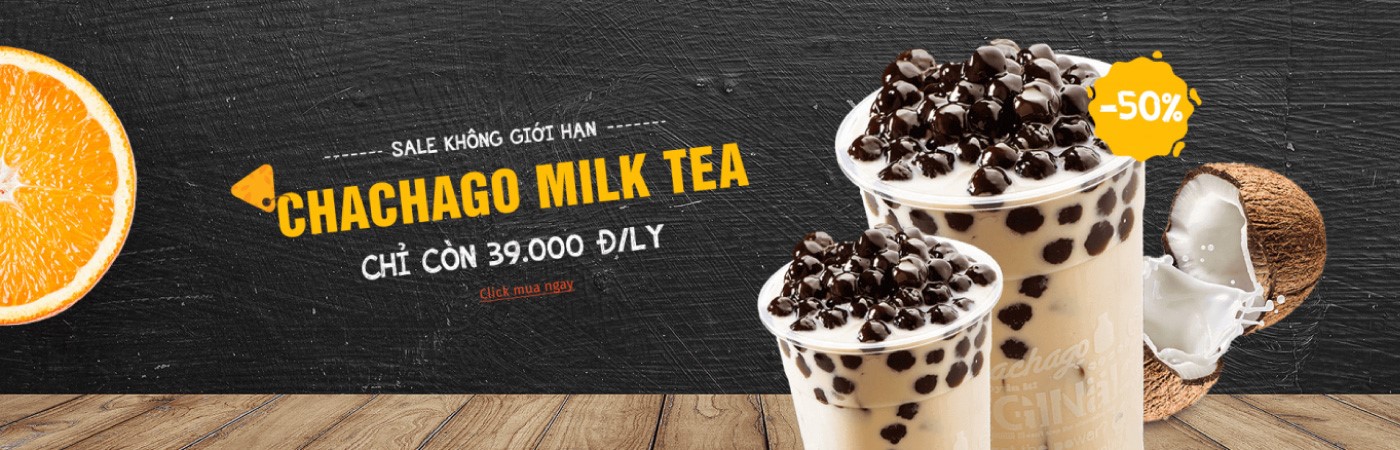 SALE KHÔNG GIỚI HẠN
CHACHAGO MILK TEA
CHỈ CÒN 39.000 Đ/LY
Click mua ngay
-50%